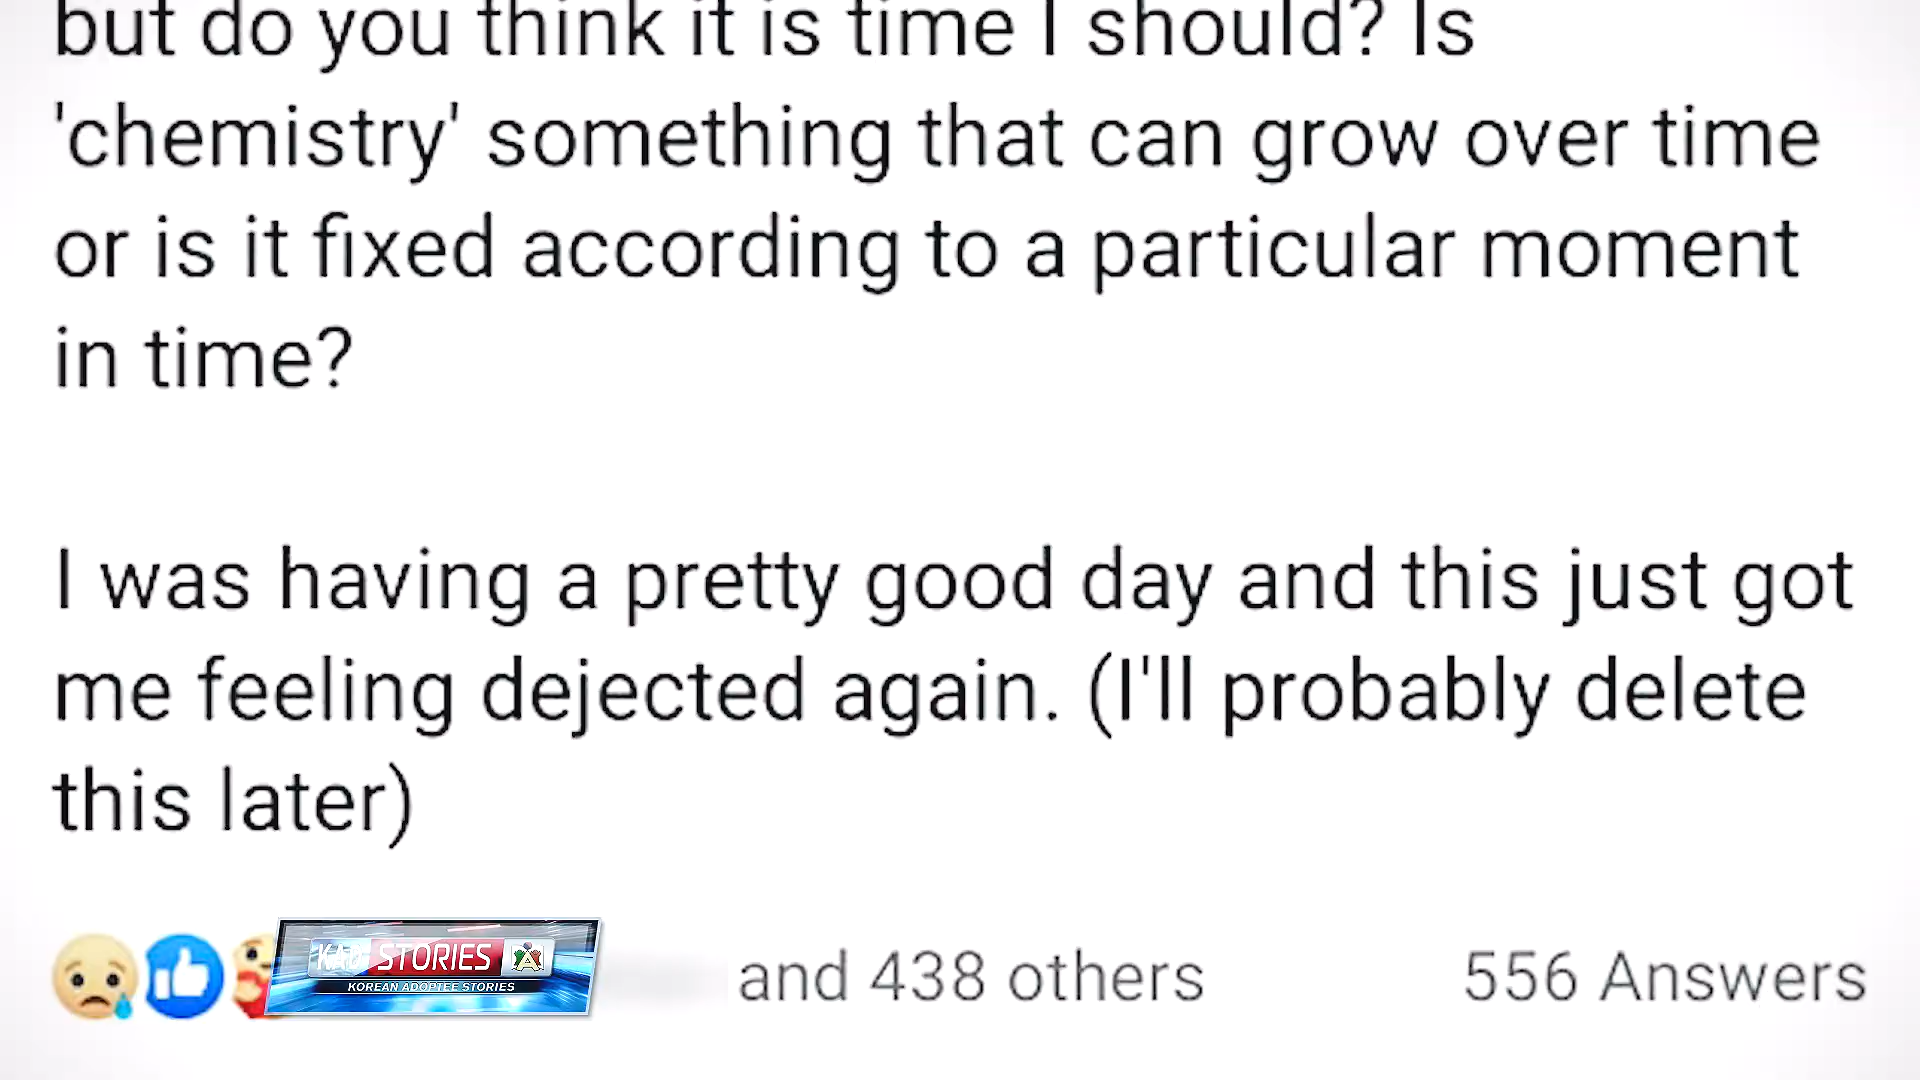 but do you think it is time I should? Is
'chemistry' something that can grow over time
or is it fixed according to a particular moment
in time?
I was having a pretty good day and this just got
me feeling dejected again. (I'll probably delete
this later)
KAD STORIES
KOREAN ADOPTEE STORIES
and 438 others
556 Answers